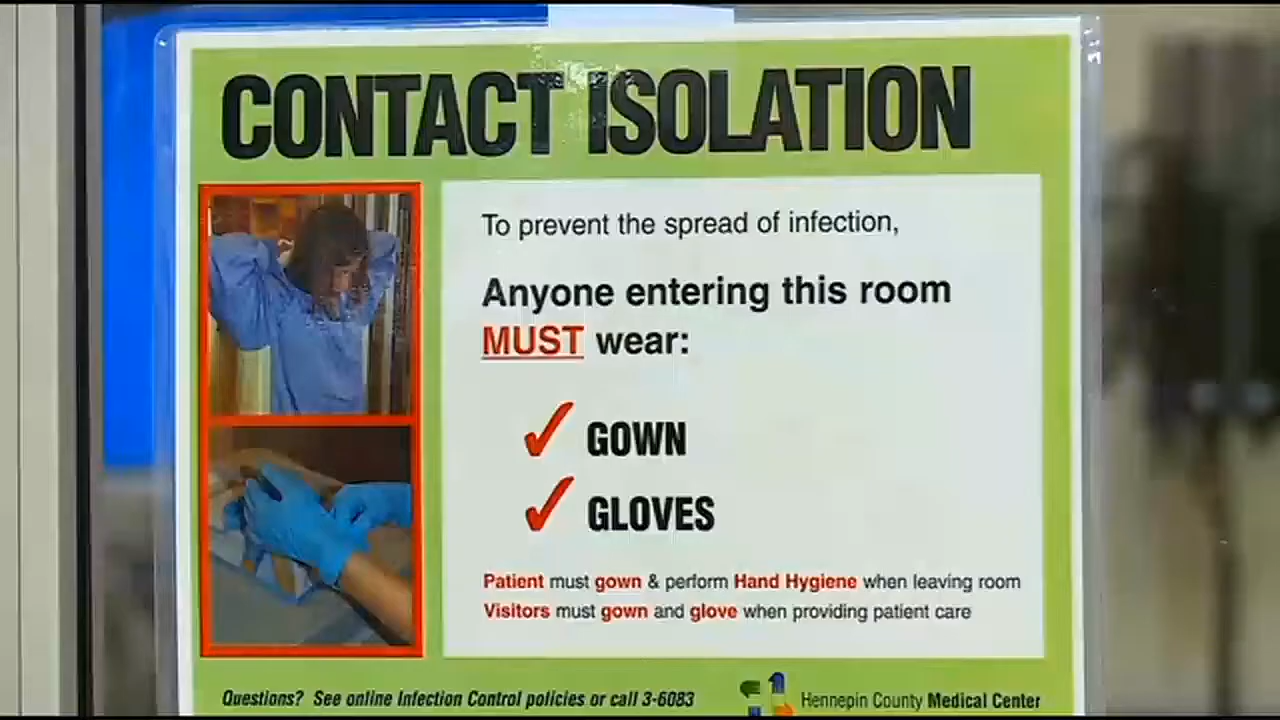 CONTACT ISOLATION
To prevent the spread of infection,
Anyone entering this room
MUST wear:
✓ GOWN
✓ GLOVES
Patient must gown & perform Hand Hygiene when leaving room
Visitors must gown and glove when providing patient care
Questions? See online Infection Control policies or call 3-6083
Hennepin County Medical Center